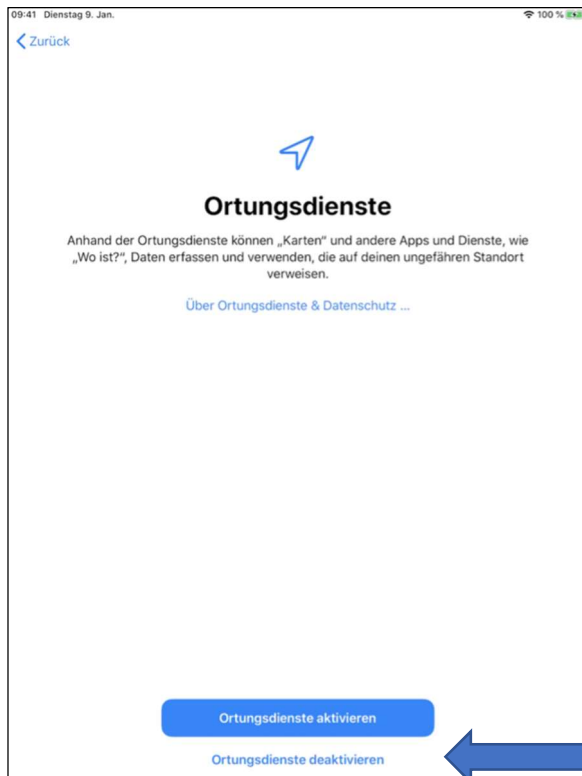 09:41 Dienstag 9. Jan.
100 %
Zurück
Ortungsdienste
Anhand der Ortungsdienste können „Karten“ und andere Apps und Dienste, wie
„Wo ist?“, Daten erfassen und verwenden, die auf deinen ungefähren Standort
verweisen.
Über Ortungsdienste & Datenschutz ...
Ortungsdienste aktivieren
Ortungsdienste deaktivieren